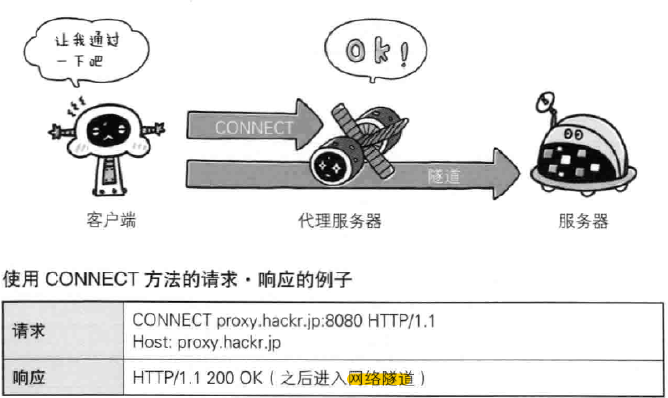 让我通过
一下吧
Ok!
CONNECT
隧道
客户端
代理服务器
服务器
使用 CONNECT 方法的请求·响应的例子
请求
CONNECT proxy.hackr.jp:8080 HTTP/1.1
Host: proxy.hackr.jp
响应
HTTP/1.1 200 OK（之后进入网络隧道）